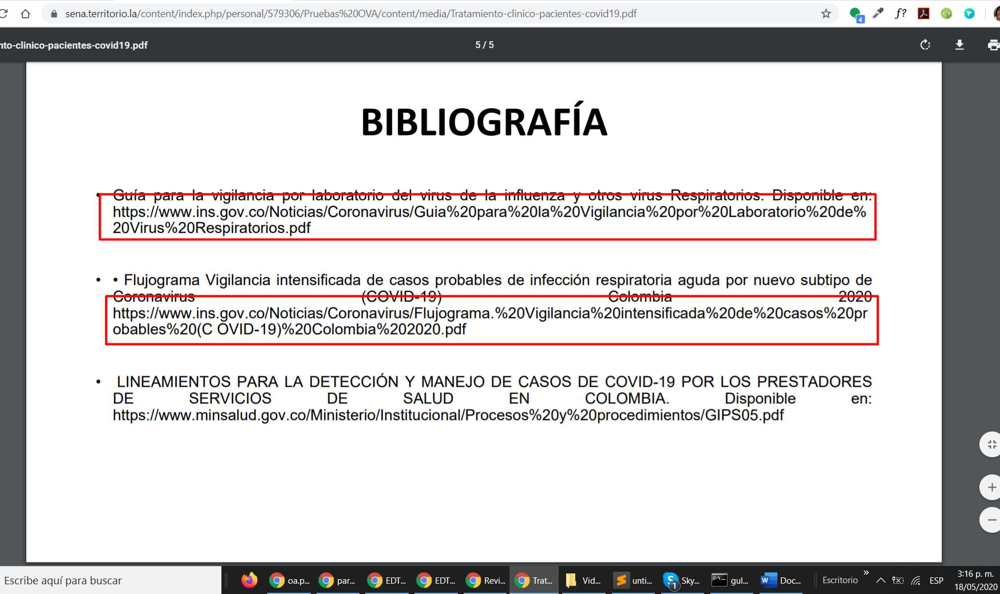 sena.territorio.la/content/index.php/personal/579306/Pruebas%20OVA/content/media/Tratamiento-clinico-pacientes-covid19.pdf
4
f?
nto-clinico-pacientes-covid19.pdf
5 / 5
BIBLIOGRAFÍA
• Guía para la vigilancia por laboratorio del virus de la influenza y otros virus Respiratorios. Disponible en:
https://www.ins.gov.co/Noticias/Coronavirus/Guia%20para%20la%20Vigilancia%20por%20Laboratorio%20de%
20Virus%20Respiratorios.pdf
• • Flujograma Vigilancia intensificada de casos probables de infección respiratoria aguda por nuevo subtipo de
Coronavirus (COVID-19) Colombia 2020
https://www.ins.gov.co/Noticias/Coronavirus/Flujograma.%20Vigilancia%20intensificada%20de%20casos%20pr
obables%20(C OVID-19)%20Colombia%202020.pdf
• LINEAMIENTOS PARA LA DETECCIÓN Y MANEJO DE CASOS DE COVID-19 POR LOS PRESTADORES
DE SERVICIOS DE SALUD EN COLOMBIA. Disponible en:
https://www.minsalud.gov.co/Ministerio/Institucional/Procesos%20y%20procedimientos/GIPS05.pdf
Escribe aquí para buscar
oa.p...
par...
EDT...
EDT...
Revi...
Trat...
Vid...
unti...
1
Sky...
gul...
Doc...
Escritorio
»
ESP
3:16 p. m.
18/05/2020